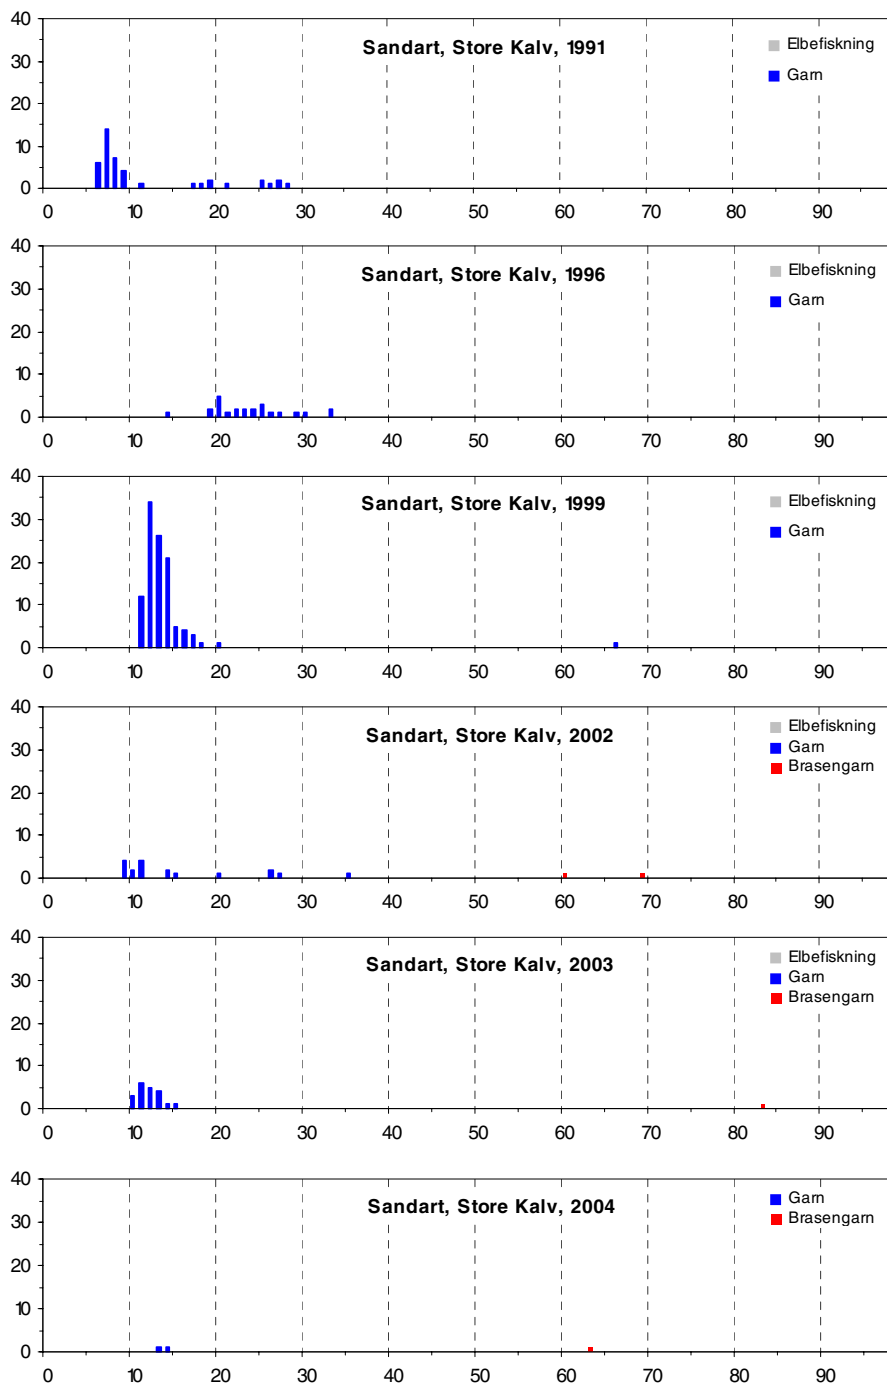 40
Sandart, Store Kalv, 1991
Elbefiskning
30
Garn
20
10
0
0 10 20 30 40 50 60 70 80 90
40
Sandart, Store Kalv, 1996
Elbefiskning
30
Garn
20
10
0
0 10 20 30 40 50 60 70 80 90
40
Sandart, Store Kalv, 1999
Elbefiskning
30
Garn
20
10
0
0 10 20 30 40 50 60 70 80 90
40
Sandart, Store Kalv, 2002
Elbefiskning
Garn
30
Brasengarn
20
10
0
0 10 20 30 40 50 60 70 80 90
40
Sandart, Store Kalv, 2003
Elbefiskning
Garn
30
Brasengarn
20
10
0
0 10 20 30 40 50 60 70 80 90
40
Sandart, Store Kalv, 2004
Garn
30
Brasengarn
20
10
0
0 10 20 30 40 50 60 70 80 90